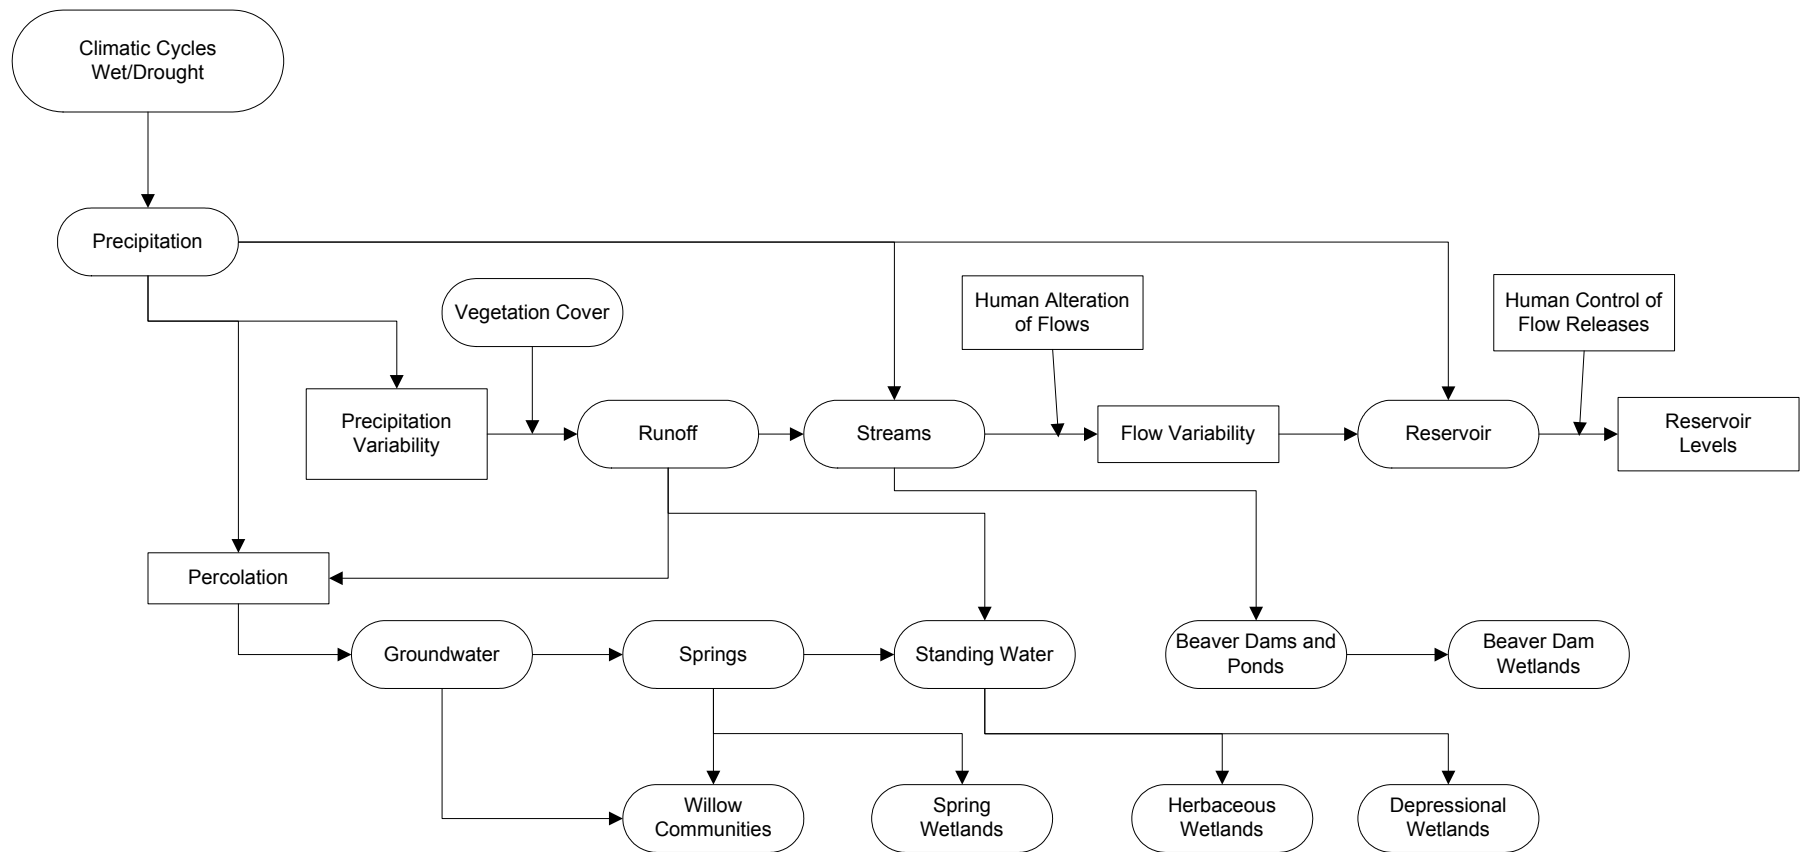 Climatic Cycles
Wet/Drought
Precipitation
Vegetation Cover
Human Alteration
of Flows
Human Control of
Flow Releases
Precipitation
Variability
Runoff
Streams
Flow Variability
Reservoir
Reservoir
Levels
Percolation
Groundwater
Springs
Standing Water
Beaver Dams and
Ponds
Beaver Dam
Wetlands
Willow
Communities
Spring
Wetlands
Herbaceous
Wetlands
Depressional
Wetlands